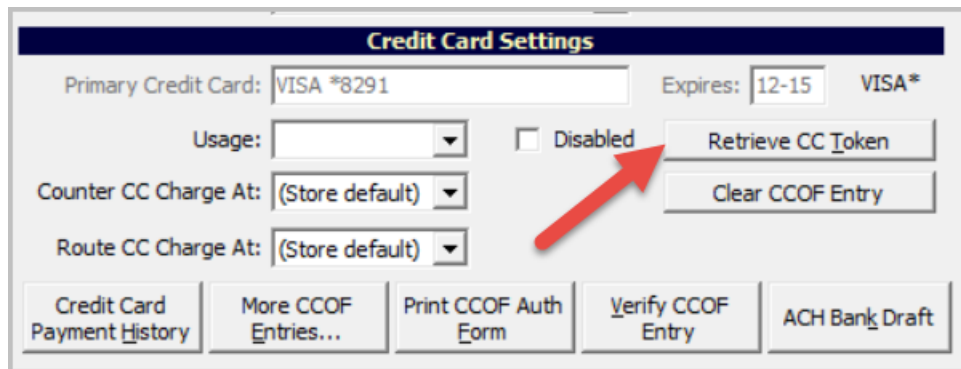 Credit Card Settings
Primary Credit Card: VISA *8291 Expires: 12-15 VISA*
Usage: Disabled Retrieve CC Token
Counter CC Charge At: (Store default) Clear CCOF Entry
Route CC Charge At: (Store default)
Credit Card Payment History
More CCOF Entries...
Print CCOF Auth Form
Verify CCOF Entry
ACH Bank Draft